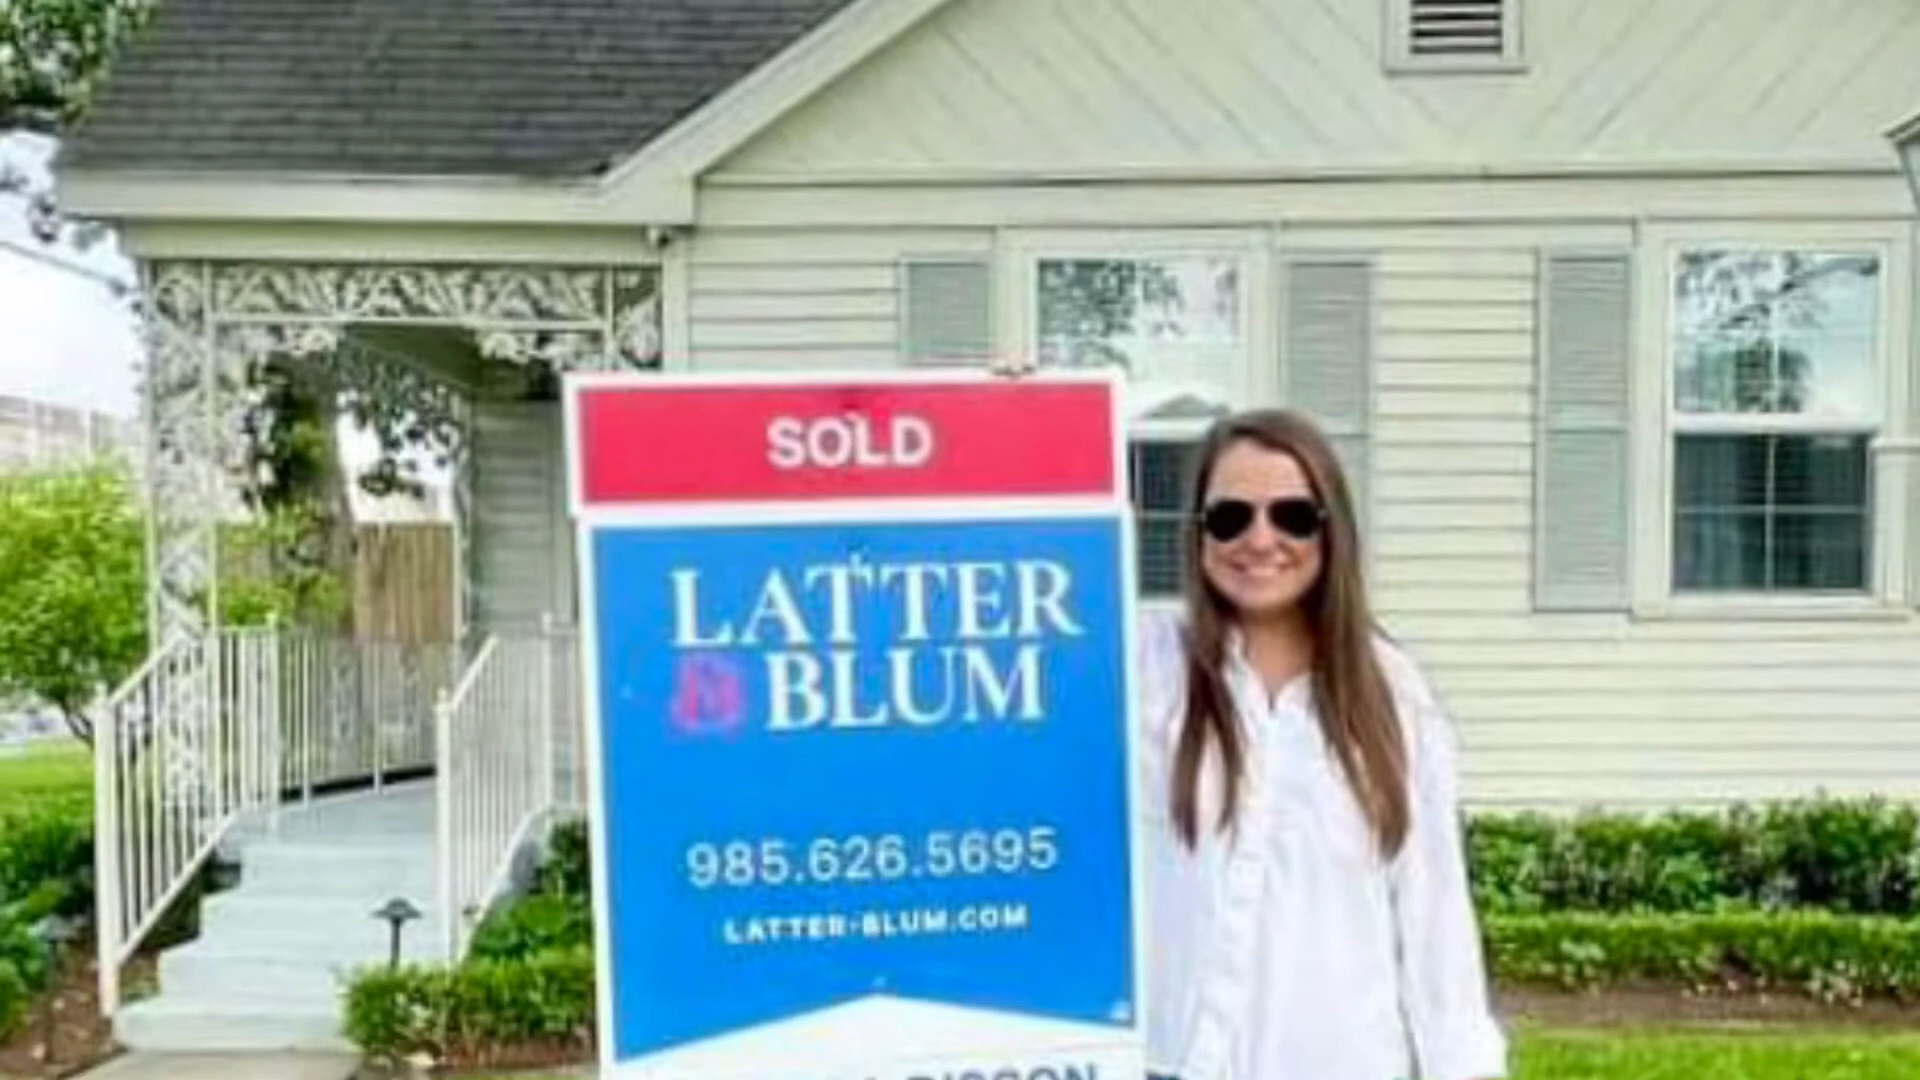 SOLD
LATTER
& BLUM
985.626.5695
LATTER-BLUM.COM